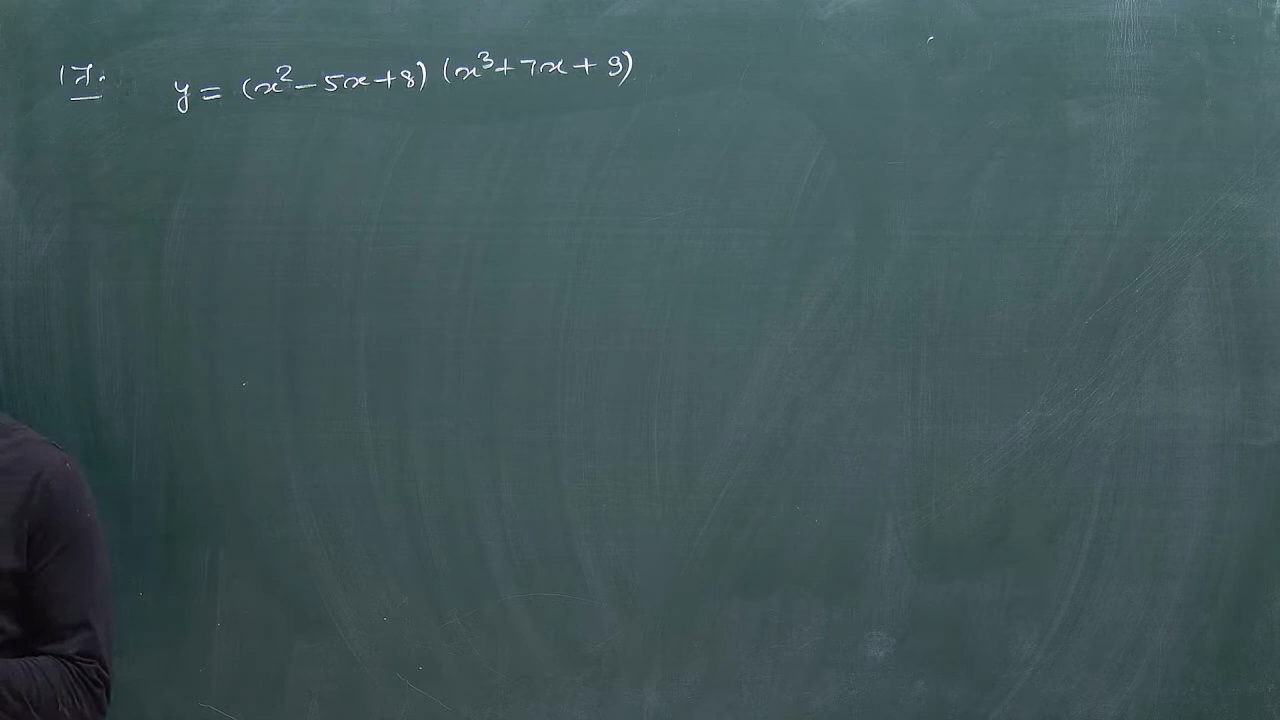 17. y = (x² – 5x + 8) (x³ + 7x + 9)